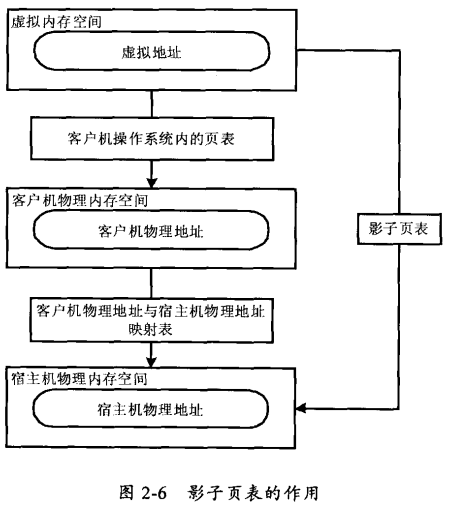 虚拟内存空间
虚拟地址
客户机操作系统内的页表
客户机物理内存空间
客户机物理地址
影子页表
客户机物理地址与宿主机物理地址
映射表
宿主机物理内存空间
宿主机物理地址
图 2-6 影子页表的作用